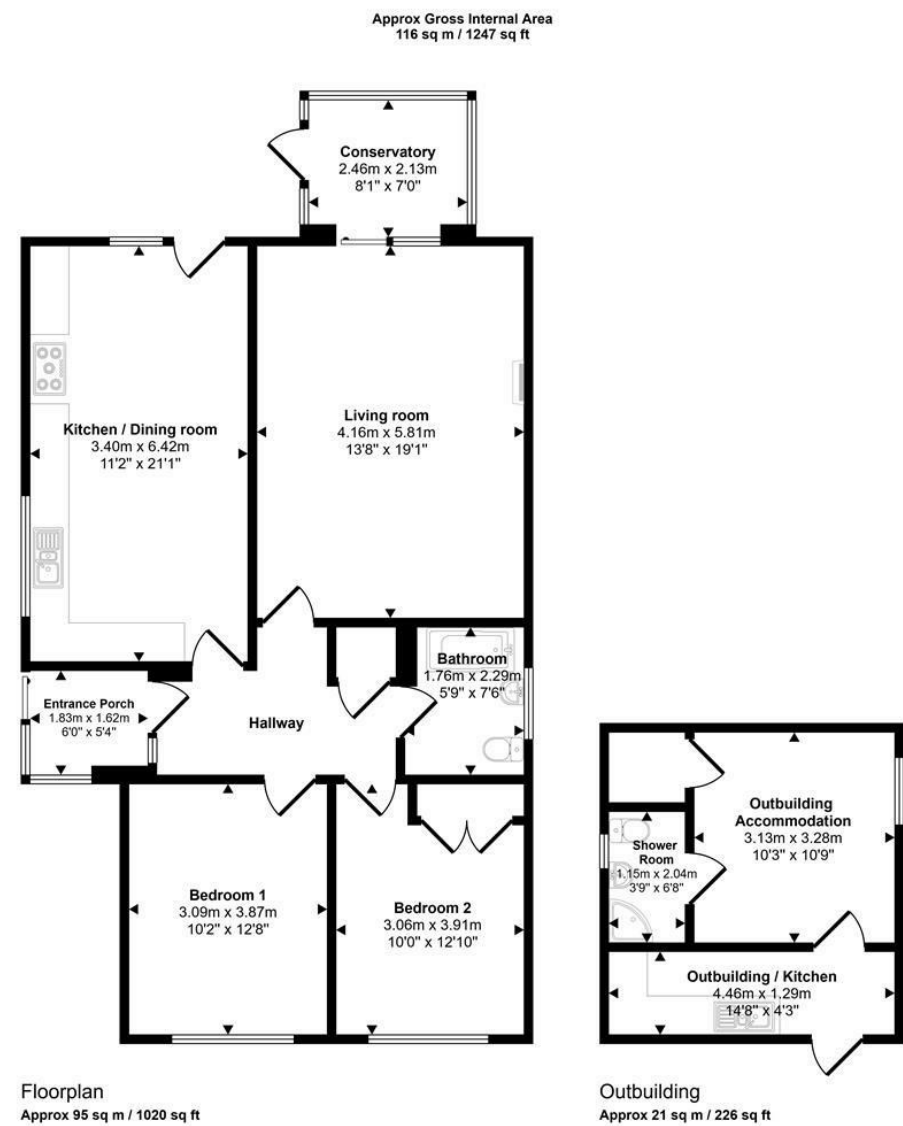 Approx Gross Internal Area
116 sq m / 1247 sq ft
Conservatory
2.46m x 2.13m
8'1" x 7'0"
Kitchen / Dining room
3.40m x 6.42m
11'2" x 21'1"
Living room
4.16m x 5.81m
13'8" x 19'1"
Bathroom
1.76m x 2.29m
5'9" x 7'6"
Entrance Porch
1.83m x 1.62m
6'0" x 5'4"
Hallway
Bedroom 1
3.09m x 3.87m
10'2" x 12'8"
Bedroom 2
3.06m x 3.91m
10'0" x 12'10"
Outbuilding
Accommodation
3.13m x 3.28m
10'3" x 10'9"
Shower
Room
1.15m x 2.04m
3'9" x 6'8"
Outbuilding / Kitchen
4.46m x 1.29m
14'8" x 4'3"
Floorplan
Approx 95 sq m / 1020 sq ft
Outbuilding
Approx 21 sq m / 226 sq ft